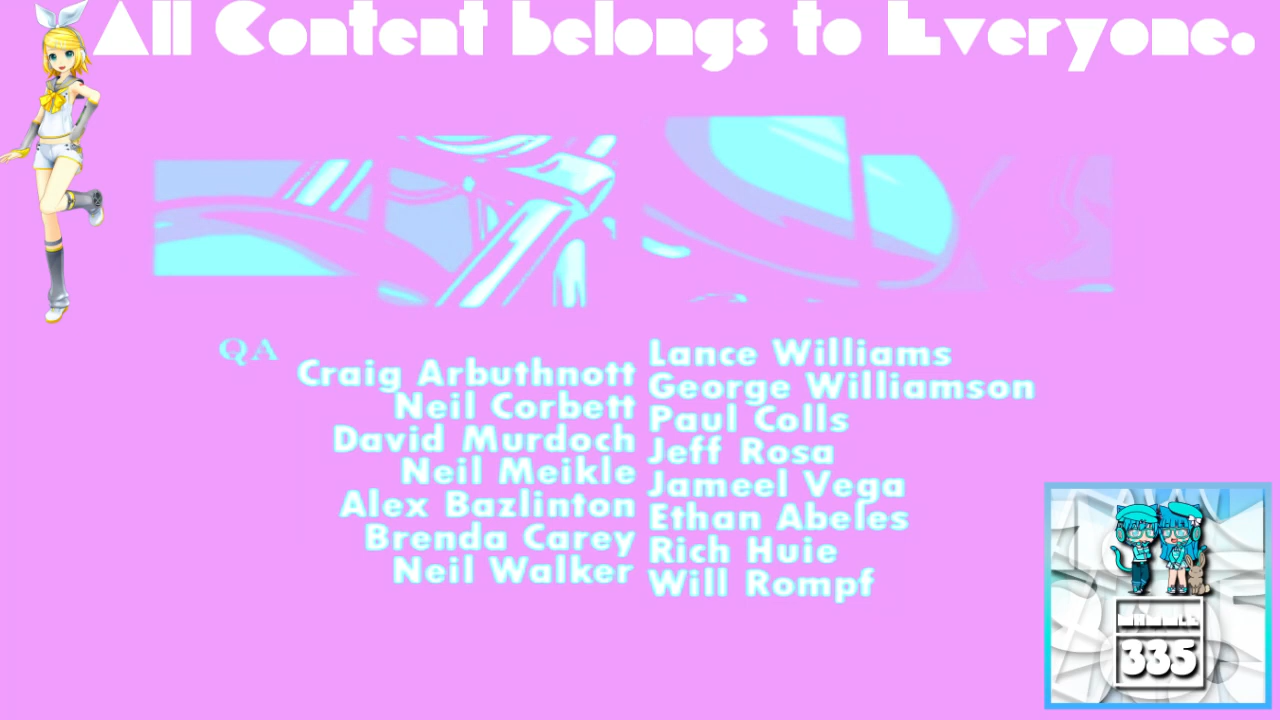 All Content belongs to Everyone.
QA
Craig Arbuthnott
Neil Corbett
David Murdoch
Neil Meikle
Alex Bazlinton
Brenda Carey
Neil Walker
Lance Williams
George Williamson
Paul Colls
Jeff Rosa
Jameel Vega
Ethan Abeles
Rich Huie
Will Rompf
335